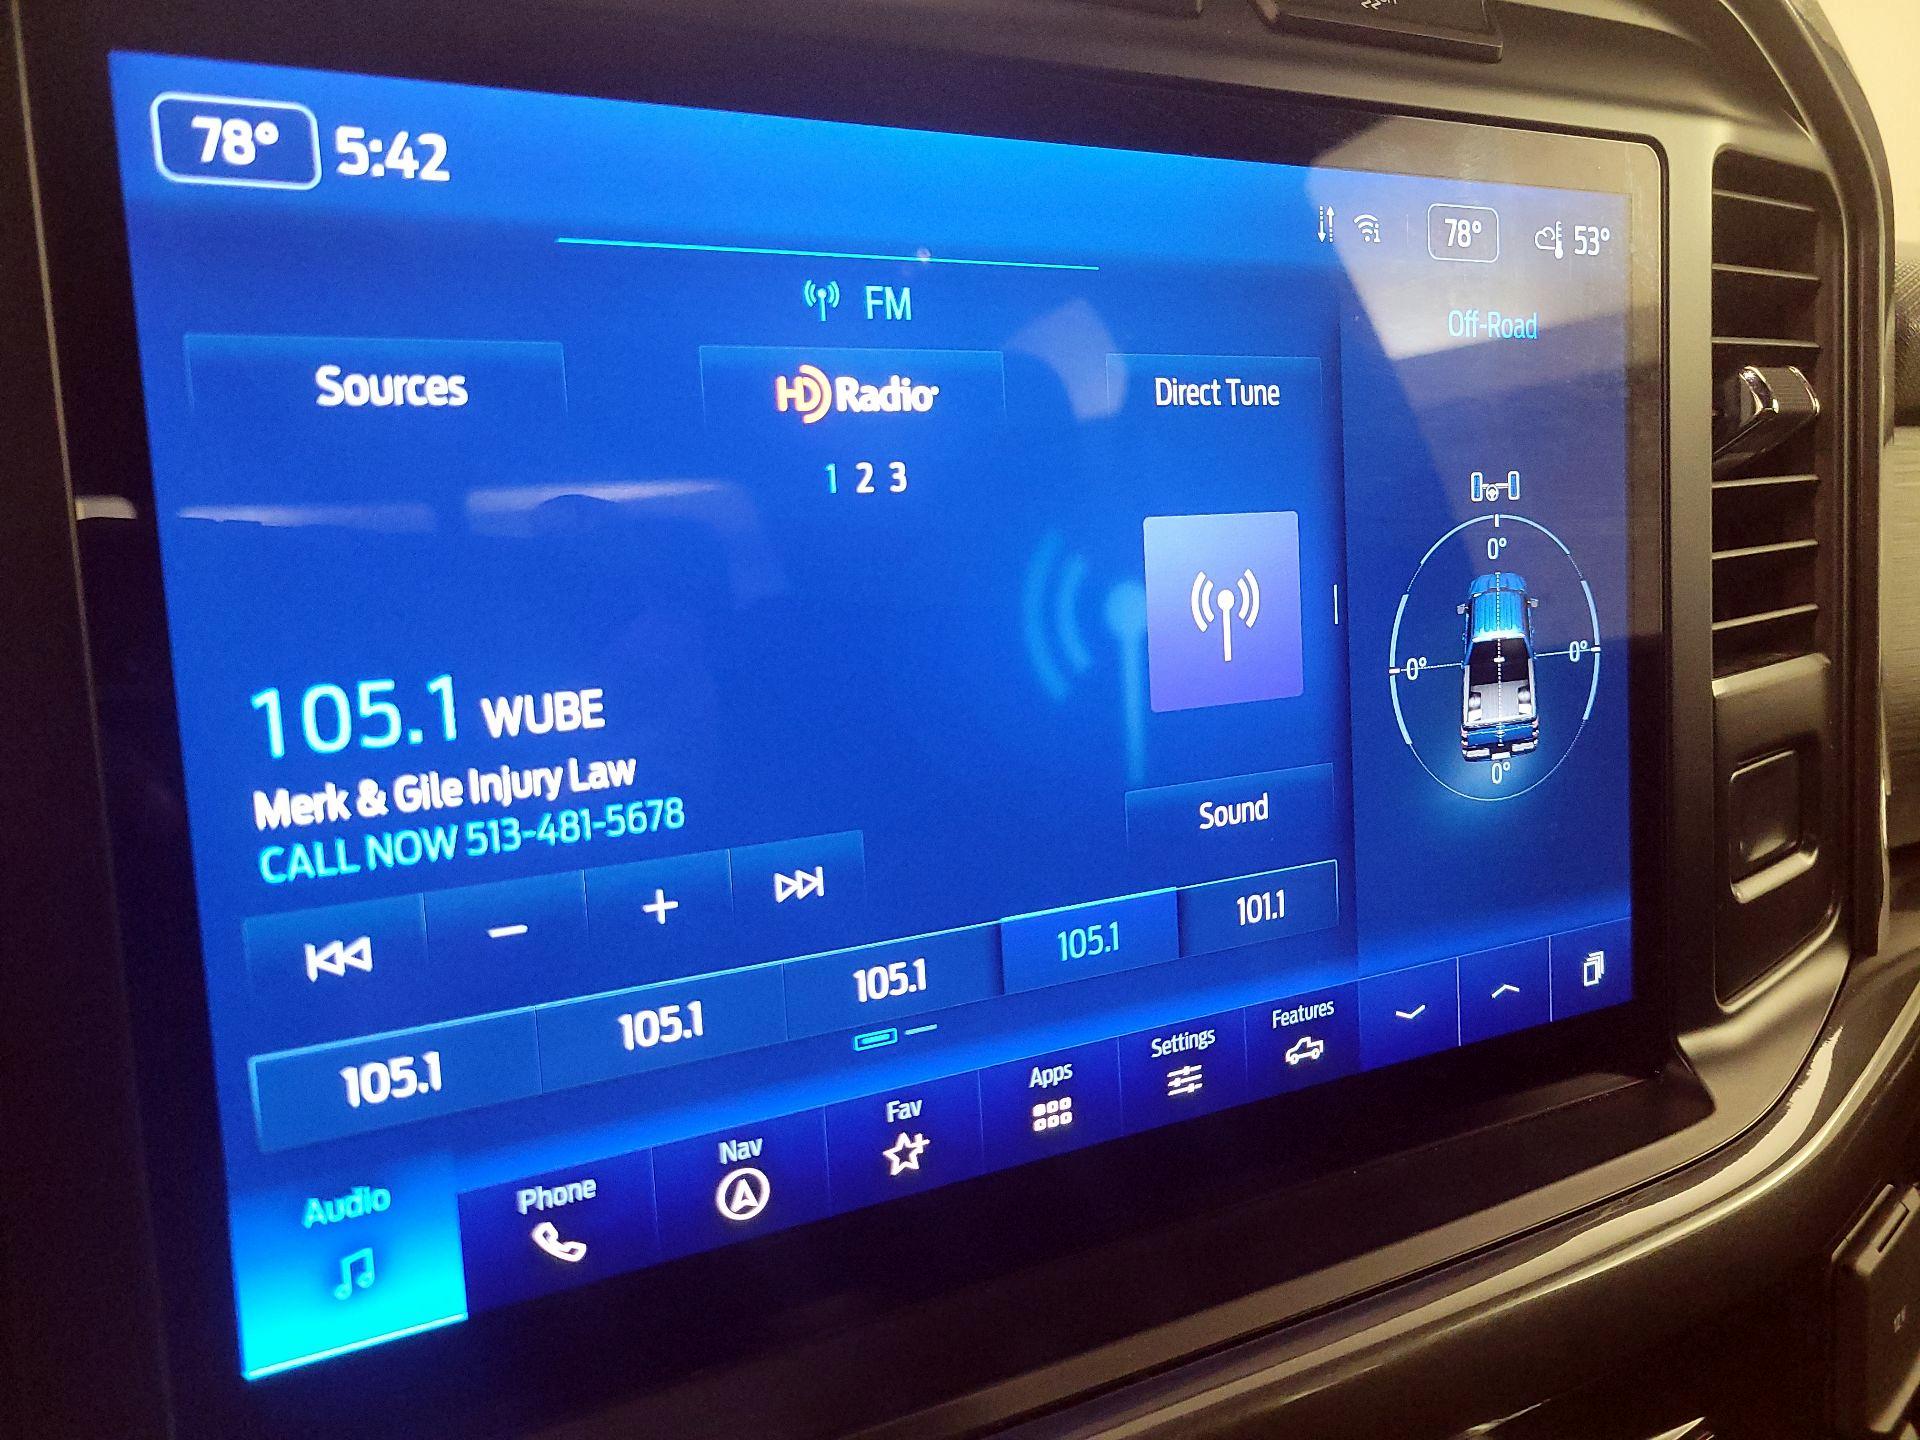 78° 5:42
78° 53°
FM
Off-Road
Sources
HD Radio
Direct Tune
1 2 3
0°
0° 0°
0°
105.1 WUBE
Merk & Gile Injury Law
CALL NOW 513-481-5678
Sound
105.1 105.1 105.1 105.1 101.1
Audio
Phone
Nav
Fav
Apps
Settings
Features